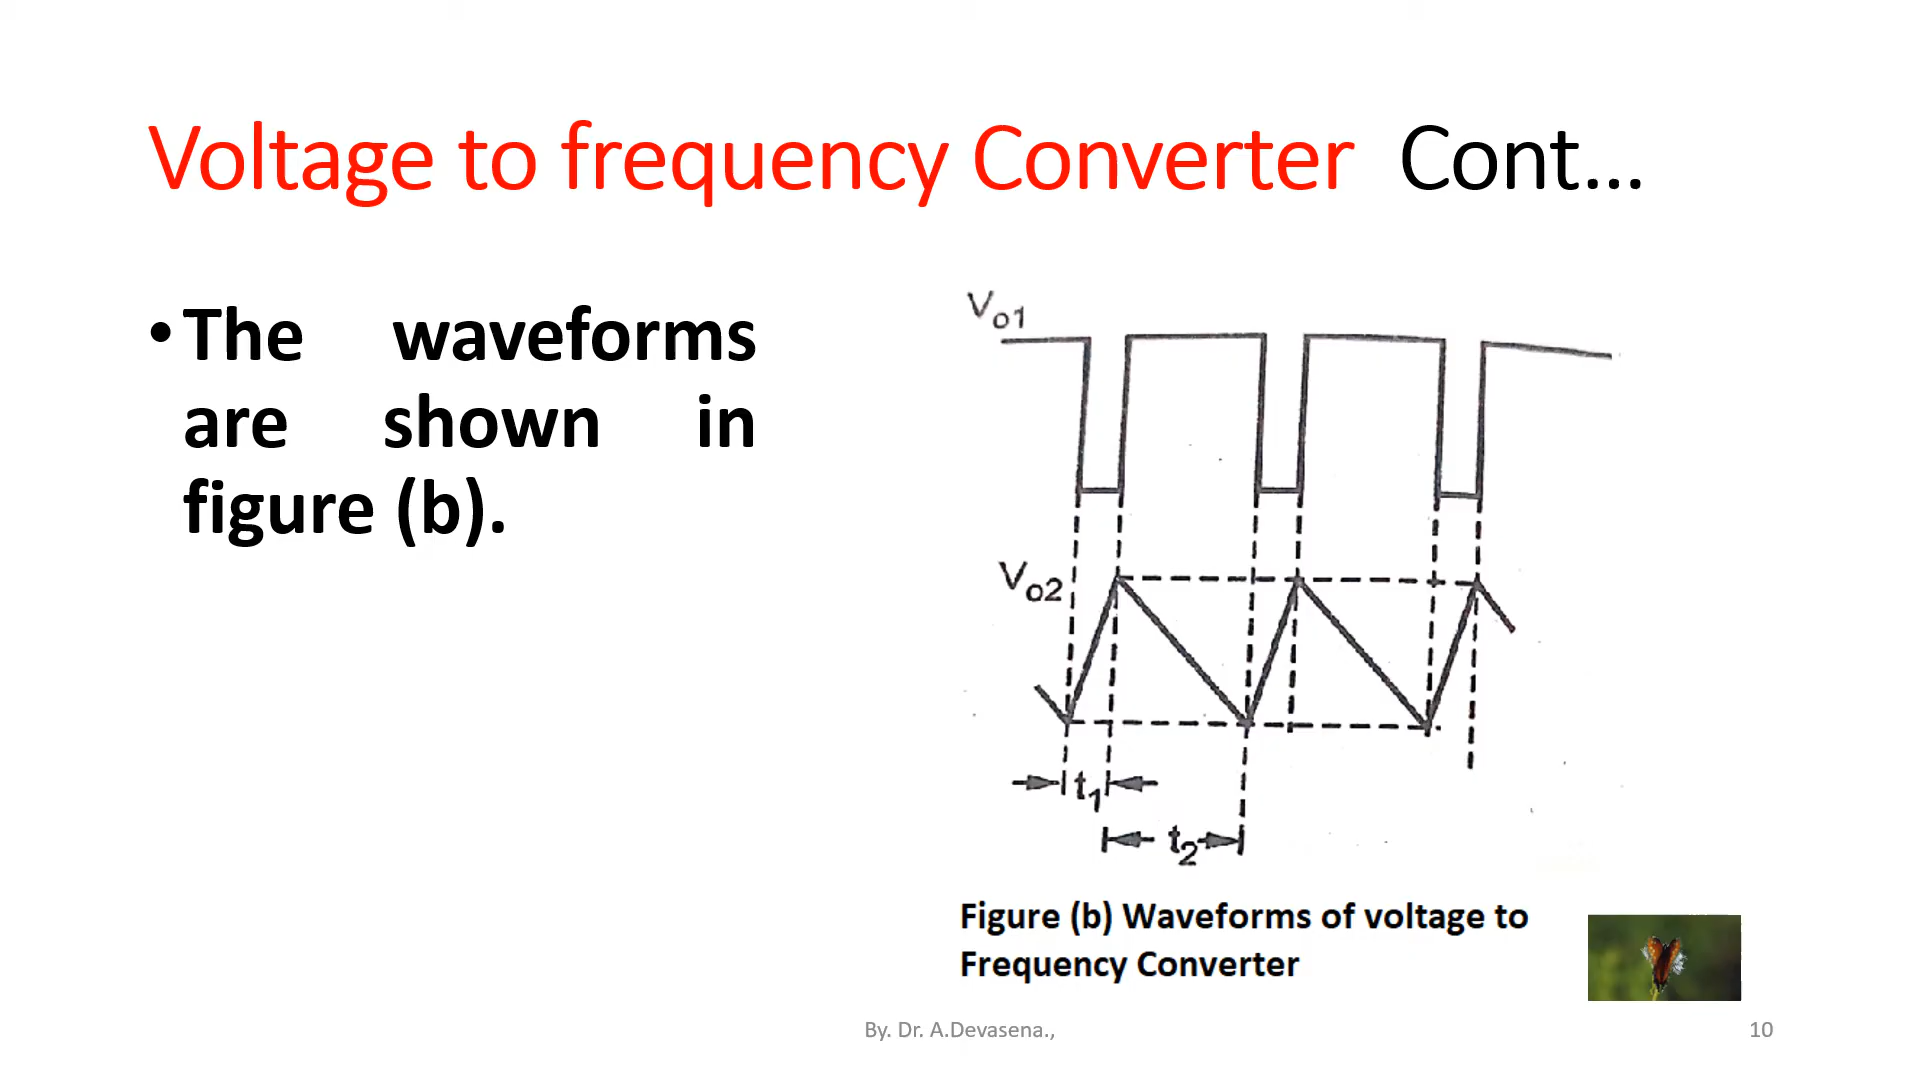 Voltage to frequency Converter Cont...
• The waveforms
are shown in
figure (b).
Vo1
Vo2
t1
t2
Figure (b) Waveforms of voltage to
Frequency Converter
By. Dr. A.Devasena.,
10